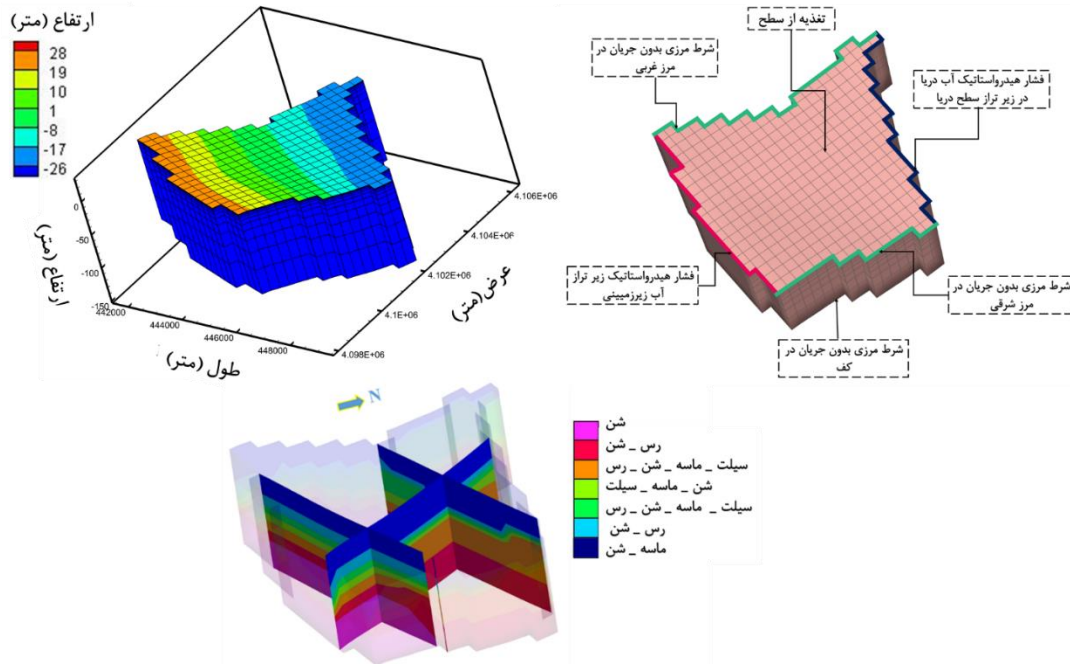 ارتفاع (متر)
28
19
10
1
-8
-17
-26
ارتفاع (متر)
0
-50
-100
-150
442000
444000
446000
448000
طول (متر)
4.098E+06
4.1E+06
4.102E+06
4.104E+06
4.106E+06
عرض (متر)
تغذیه از سطح
شرط مرزی بدون جریان در
مرز غربی
فشار هیدرواستاتیک آب دریا
در زیر تراز سطح دریا
فشار هیدرواستاتیک زیر تراز
آب زیرزمینی
شرط مرزی بدون جریان در
مرز شرقی
شرط مرزی بدون جریان در
کف
N
شن
رس _ شن
سیلت _ ماسه _ شن _ رس
شن _ ماسه _ سیلت
سیلت _ ماسه _ شن _ رس
رس _ شن
ماسه _ شن